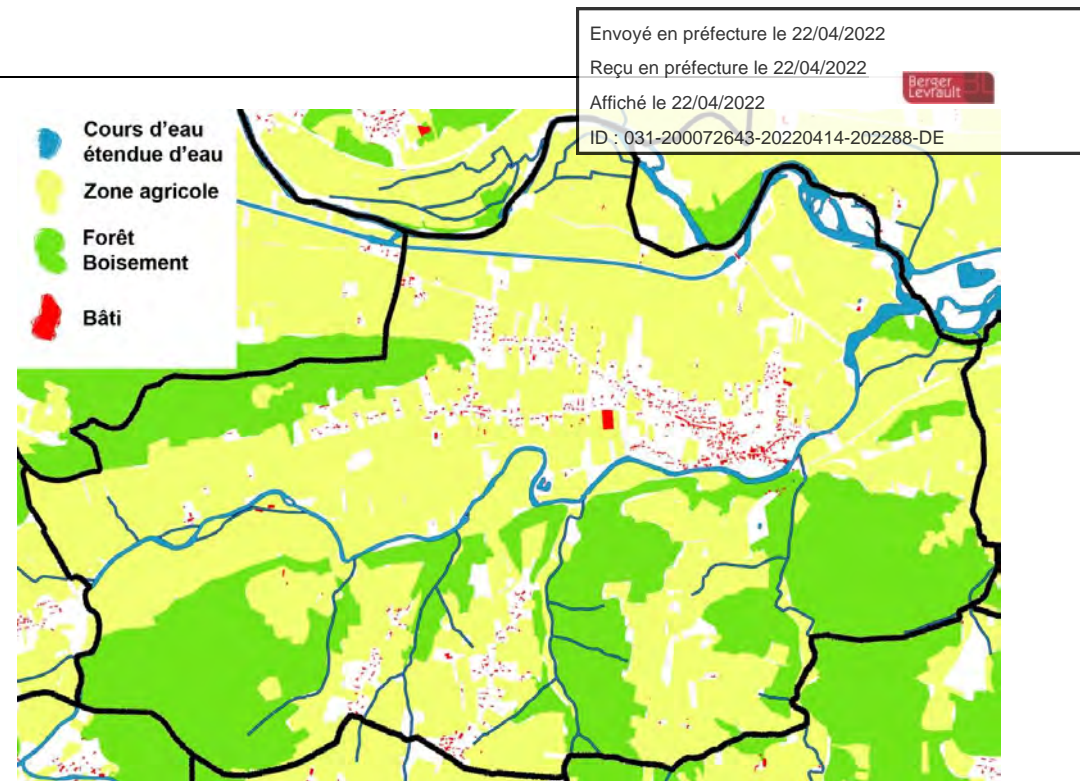 Envoyé en préfecture le 22/04/2022
Reçu en préfecture le 22/04/2022
Berger
Levrault
Affiché le 22/04/2022
ID : 031-200072643-20220414-202288-DE
Cours d'eau
étendue d'eau
Zone agricole
Forêt
Boisement
Bâti